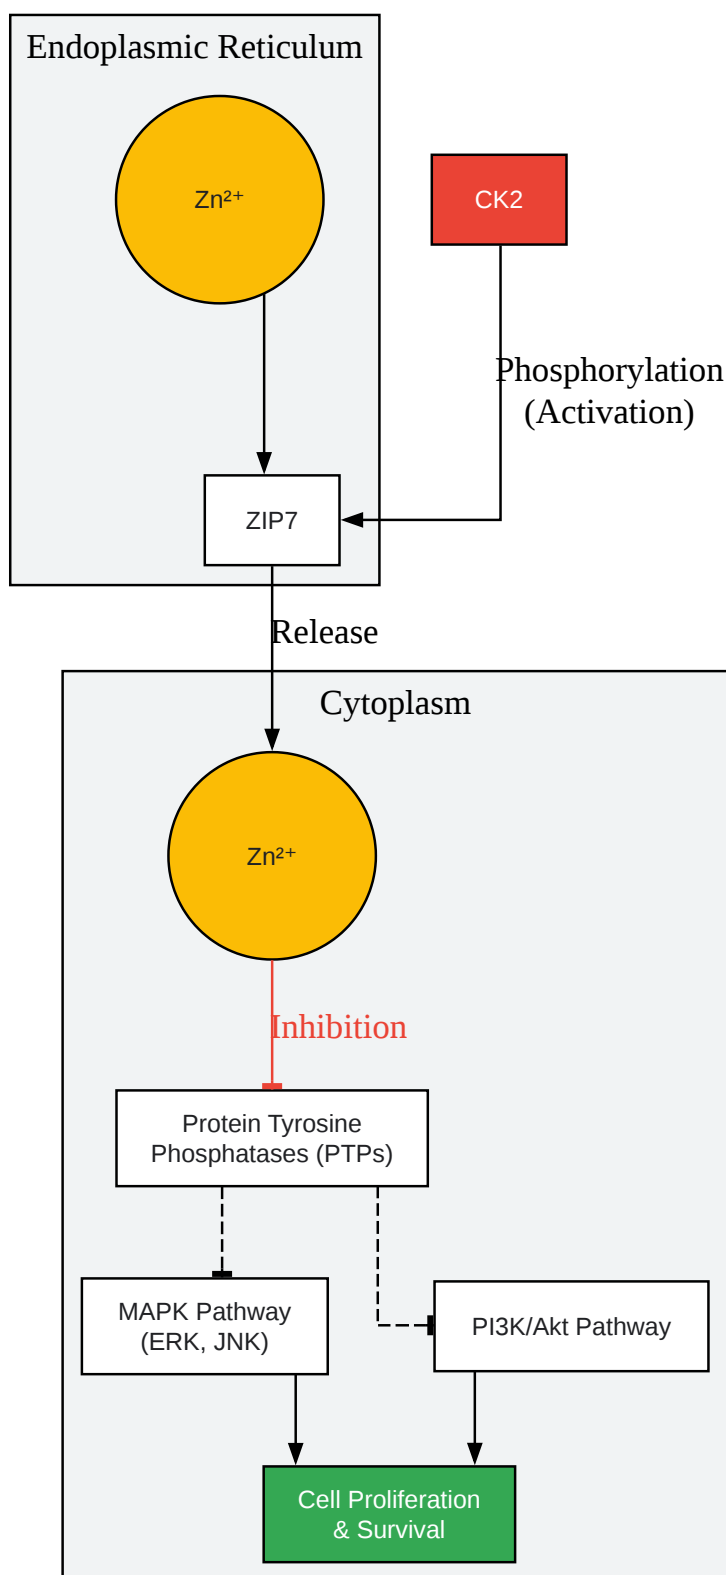 Endoplasmic Reticulum
Zn²⁺
CK2
Phosphorylation
(Activation)
ZIP7
Release
Cytoplasm
Zn²⁺
Inhibition
Protein Tyrosine
Phosphatases (PTPs)
MAPK Pathway
(ERK, JNK)
PI3K/Akt Pathway
Cell Proliferation
& Survival